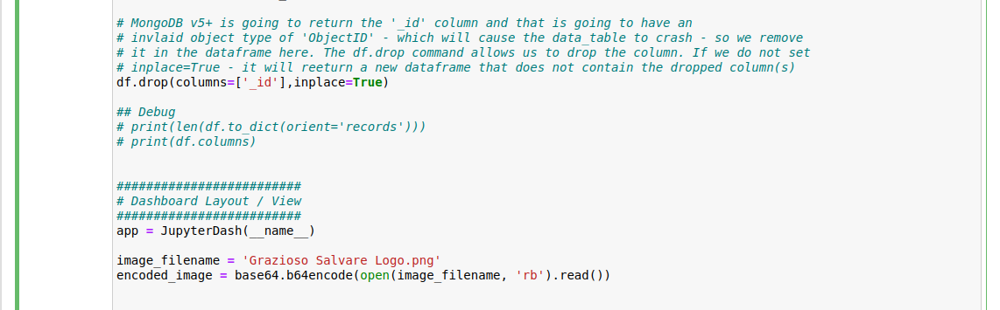 # MongoDB v5+ is going to return the '_id' column and that is going to have an
# invlaid object type of 'ObjectID' - which will cause the data_table to crash - so we remove
# it in the dataframe here. The df.drop command allows us to drop the column. If we do not set
# inplace=True - it will reeturn a new dataframe that does not contain the dropped column(s)
df.drop(columns=['_id'],inplace=True)
## Debug
# print(len(df.to_dict(orient='records')))
# print(df.columns)
#########################
# Dashboard Layout / View
#########################
app = JupyterDash(__name__)
image_filename = 'Grazioso Salvare Logo.png'
encoded_image = base64.b64encode(open(image_filename, 'rb').read())